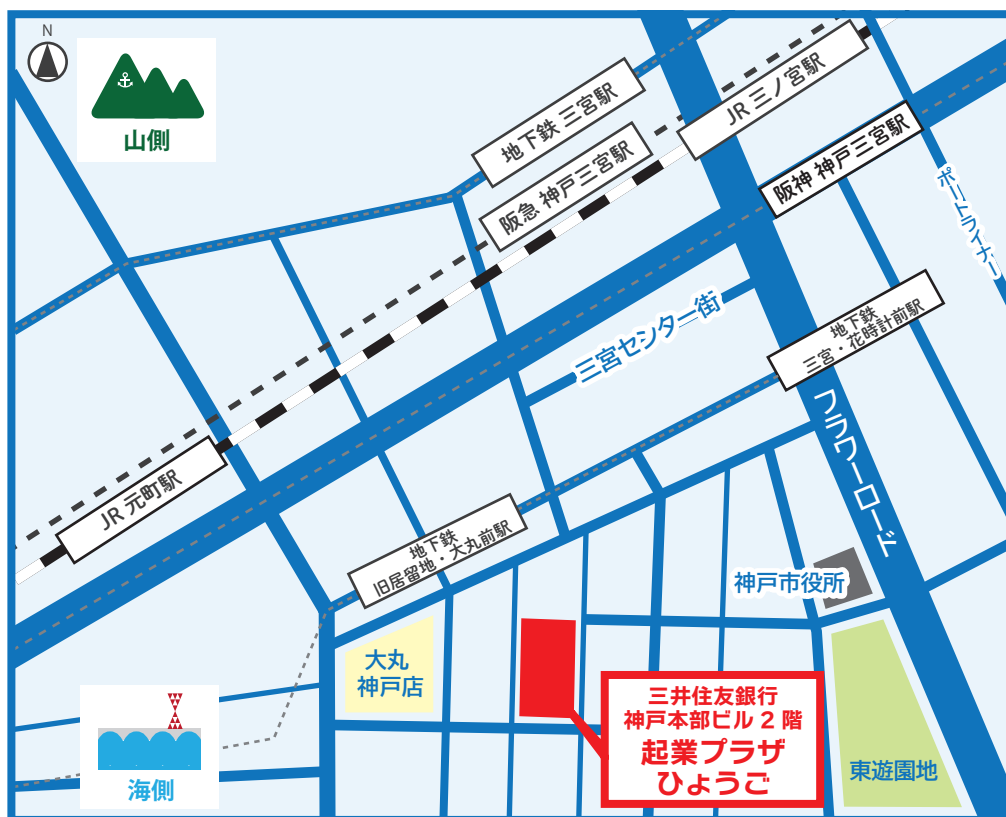 N
山側
地下鉄 三宮駅
JR 三ノ宮駅
阪急 神戸三宮駅
阪神 神戸三宮駅
ポートライナー
三宮センター街
地下鉄
三宮・花時計前駅
フラワーロード
JR 元町駅
地下鉄
旧居留地・大丸前駅
神戸市役所
大丸
神戸店
三井住友銀行
神戸本部ビル 2 階
起業プラザ
ひょうご
東遊園地
海側